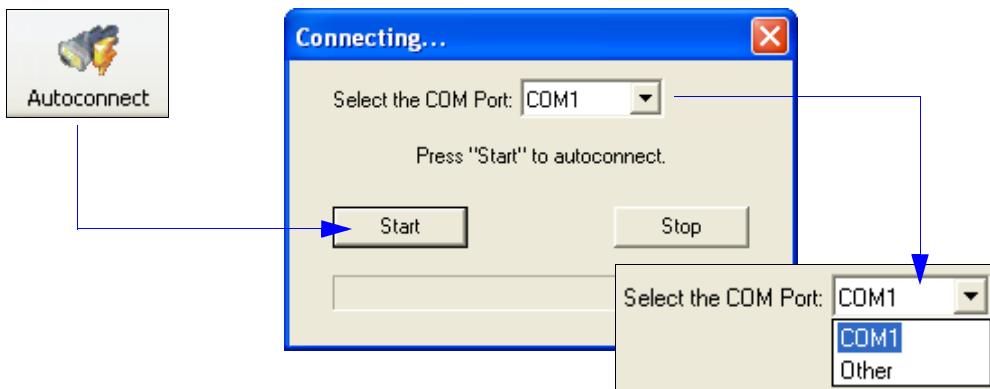 Autoconnect
Connecting...
Select the COM Port: COM1
Press "Start" to autoconnect.
Start
Stop
Select the COM Port: COM1
COM1
Other